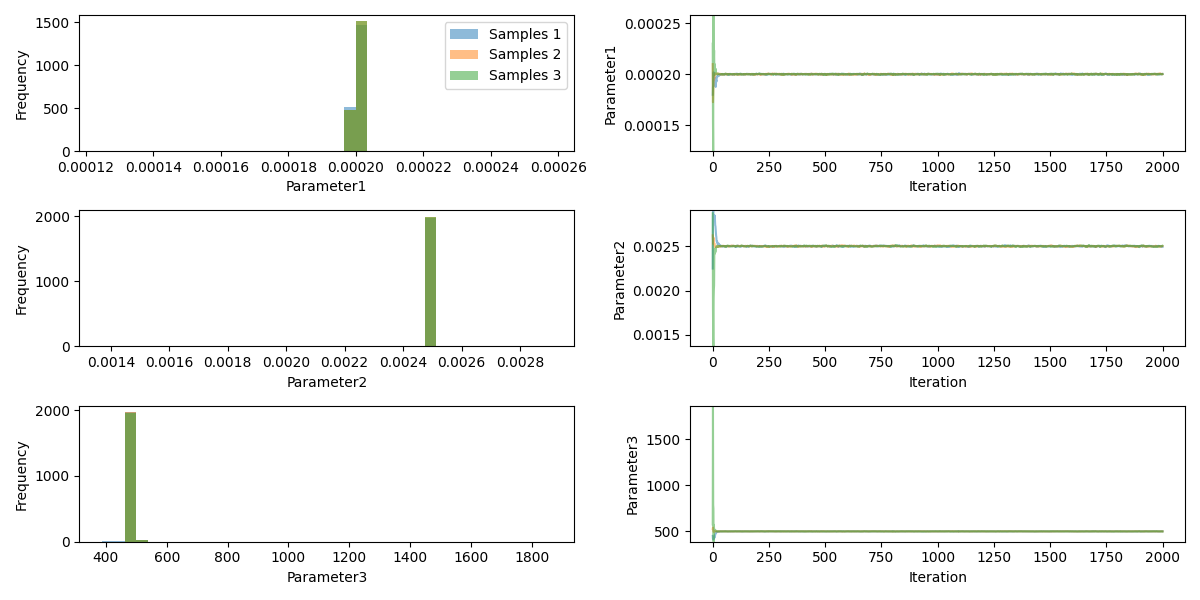 1500
1000
500
0
Frequency
Samples 1
Samples 2
Samples 3
0.00012 0.00014 0.00016 0.00018 0.00020 0.00022 0.00024 0.00026
Parameter1
0.00025
0.00020
0.00015
Parameter1
0 250 500 750 1000 1250 1500 1750 2000
Iteration
2000
1000
0
Frequency
0.0014 0.0016 0.0018 0.0020 0.0022 0.0024 0.0026 0.0028
Parameter2
0.0025
0.0020
0.0015
Parameter2
0 250 500 750 1000 1250 1500 1750 2000
Iteration
2000
1000
0
Frequency
400 600 800 1000 1200 1400 1600 1800
Parameter3
1500
1000
500
Parameter3
0 250 500 750 1000 1250 1500 1750 2000
Iteration